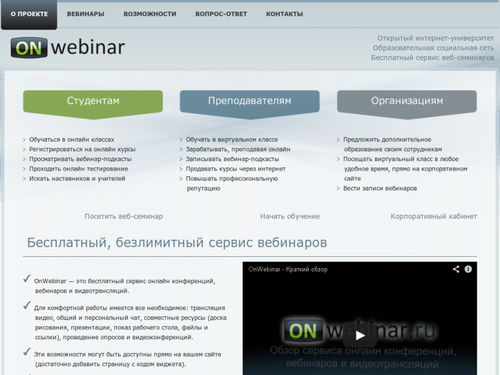 О ПРОЕКТЕ ВЕБИНАРЫ ВОЗМОЖНОСТИ ВОПРОС-ОТВЕТ КОНТАКТЫ
ON webinar
Открытый интернет-университет
Образовательная социальная сеть
Бесплатный сервис веб-семинаров
Студентам
> Обучаться в онлайн классах
> Регистрироваться на онлайн курсы
> Просматривать вебинар-подкасты
> Проходить онлайн тестирование
> Искать наставников и учителей
Посетить веб-семинар
Преподавателям
> Обучать в виртуальном классе
> Зарабатывать, преподавая онлайн
> Записывать вебинар-подкасты
> Продавать курсы через интернет
> Повышать профессиональную
репутацию
Начать обучение
Организациям
> Предложить дополнительное
образование своим сотрудникам
> Посещать виртуальный класс в любое
удобное время, прямо на корпоративном
сайте
> Вести записи вебинаров
Корпоративный кабинет
Бесплатный, безлимитный сервис вебинаров
OnWebinar — это бесплатный сервис онлайн конференций,
вебинаров и видеотрансляций.
Для комфортной работы имеется все необходимое: трансляция
видео, общий и персональный чат, совместные ресурсы (доска
рисования, презентации, показ рабочего стола, файлы и
ссылки), проведение опросов и видеоконференций.
Эти возможности могут быть доступны прямо на вашем сайте
(достаточно добавить страницу с кодом виджета).
OnWebinar - Краткий обзор
ON webinar.ru
Обзор сервиса онлайн конференций,
вебинаров и видеотрансляций.